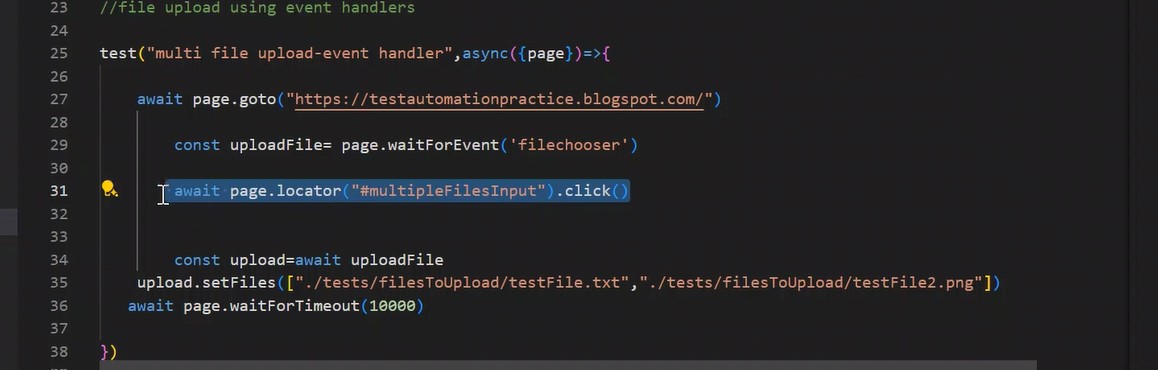 23 //file upload using event handlers
24
25 test("multi file upload-event handler",async({page})=>{
26
27 await page.goto("https://testautomationpractice.blogspot.com/")
28
29 const uploadFile= page.waitForEvent('filechooser')
30
31 await page.locator("#multipleFilesInput").click()
32
33
34 const upload=await uploadFile
35 upload.setFiles(["./tests/filesToUpload/testFile.txt","./tests/filesToUpload/testFile2.png"])
36 await page.waitForTimeout(10000)
37
38 })